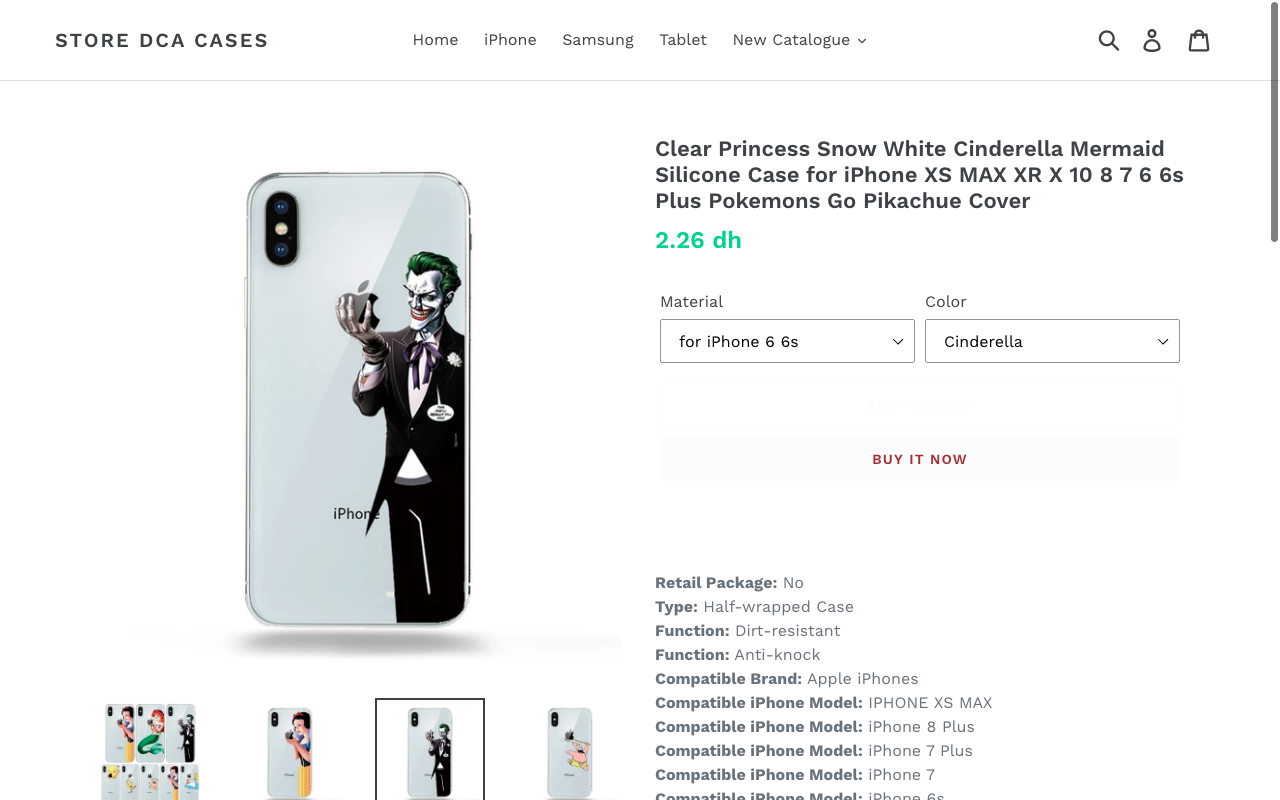 STORE DCA CASES
Home
iPhone
Samsung
Tablet
New Catalogue
Clear Princess Snow White Cinderella Mermaid
Silicone Case for iPhone XS MAX XR X 10 8 7 6 6s
Plus Pokemons Go Pikachue Cover
2.26 dh
Material
Color
for iPhone 6 6s
Cinderella
ADD TO CART
BUY IT NOW
iPhone
Retail Package: No
Type: Half-wrapped Case
Function: Dirt-resistant
Function: Anti-knock
Compatible Brand: Apple iPhones
Compatible iPhone Model: IPHONE XS MAX
Compatible iPhone Model: iPhone 8 Plus
Compatible iPhone Model: iPhone 7 Plus
Compatible iPhone Model: iPhone 7
Compatible iPhone Model: iPhone 6s